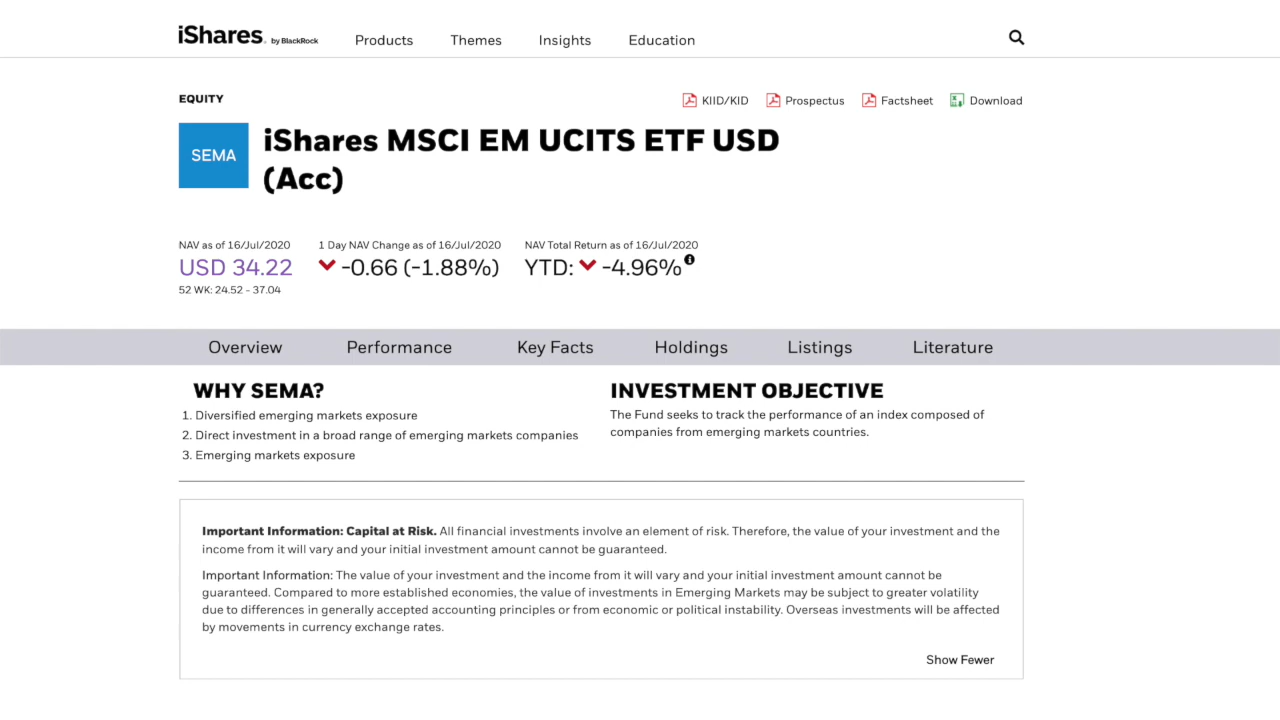 iShares. by BlackRock Products Themes Insights Education
EQUITY
KIID/KID Prospectus Factsheet Download
SEMA
iShares MSCI EM UCITS ETF USD
(Acc)
NAV as of 16/Jul/2020 1 Day NAV Change as of 16/Jul/2020 NAV Total Return as of 16/Jul/2020
USD 34.22 -0.66 (-1.88%) YTD: -4.96%
52 WK: 24.52 - 37.04
Overview Performance Key Facts Holdings Listings Literature
WHY SEMA?
1. Diversified emerging markets exposure
2. Direct investment in a broad range of emerging markets companies
3. Emerging markets exposure
INVESTMENT OBJECTIVE
The Fund seeks to track the performance of an index composed of
companies from emerging markets countries.
Important Information: Capital at Risk. All financial investments involve an element of risk. Therefore, the value of your investment and the
income from it will vary and your initial investment amount cannot be guaranteed.
Important Information: The value of your investment and the income from it will vary and your initial investment amount cannot be
guaranteed. Compared to more established economies, the value of investments in Emerging Markets may be subject to greater volatility
due to differences in generally accepted accounting principles or from economic or political instability. Overseas investments will be affected
by movements in currency exchange rates.
Show Fewer